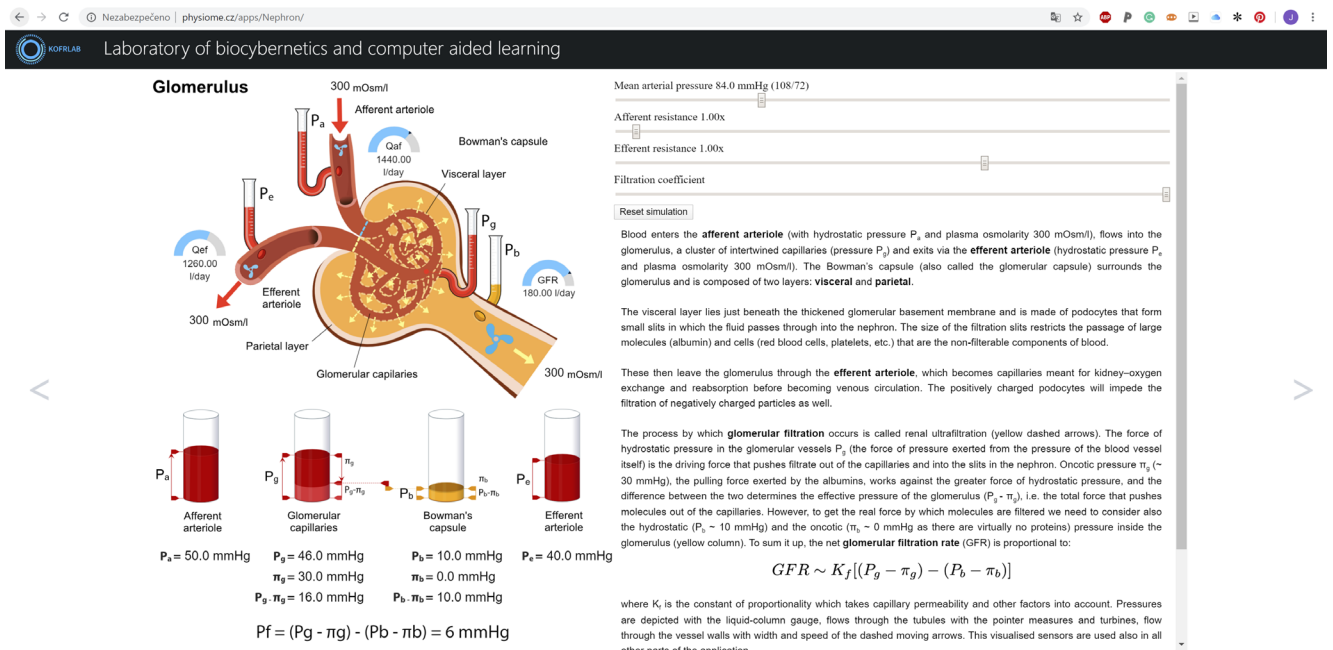 Nezabezpečeno | physiome.cz/apps/Nephron/
ABP
J
KOFRLAB
Laboratory of biocybernetics and computer aided learning
Glomerulus
300 mOsm/l
Afferent arteriole
Pa
Qaf
1440.00
l/day
Bowman's capsule
Visceral layer
Pe
Pg
Pb
Qef
1260.00
l/day
GFR
180.00 l/day
Efferent
arteriole
300 mOsm/l
Parietal layer
Glomerular capilaries
300 mOsm/l
Pa
Pg
πg
Pg-πg
Pb
πb
Pb-πb
Pe
Afferent
arteriole
Glomerular
capillaries
Bowman's
capsule
Efferent
arteriole
Pa = 50.0 mmHg
Pg = 46.0 mmHg
Pb = 10.0 mmHg
Pe = 40.0 mmHg
πg = 30.0 mmHg
πb = 0.0 mmHg
Pg - πg = 16.0 mmHg
Pb - πb = 10.0 mmHg
Pf = (Pg - πg) - (Pb - πb) = 6 mmHg
<
Mean arterial pressure 84.0 mmHg (108/72)
Afferent resistance 1.00x
Efferent resistance 1.00x
Filtration coefficient
Reset simulation
Blood enters the afferent arteriole (with hydrostatic pressure Pa and plasma osmolarity 300 mOsm/l), flows into the
glomerulus, a cluster of intertwined capillaries (pressure Pg) and exits via the efferent arteriole (hydrostatic pressure Pe
and plasma osmolarity 300 mOsm/l). The Bowman's capsule (also called the glomerular capsule) surrounds the
glomerulus and is composed of two layers: visceral and parietal.
The visceral layer lies just beneath the thickened glomerular basement membrane and is made of podocytes that form
small slits in which the fluid passes through into the nephron. The size of the filtration slits restricts the passage of large
molecules (albumin) and cells (red blood cells, platelets, etc.) that are the non-filterable components of blood.
These then leave the glomerulus through the efferent arteriole, which becomes capillaries meant for kidney–oxygen
exchange and reabsorption before becoming venous circulation. The positively charged podocytes will impede the
filtration of negatively charged particles as well.
The process by which glomerular filtration occurs is called renal ultrafiltration (yellow dashed arrows). The force of
hydrostatic pressure in the glomerular vessels Pg (the force of pressure exerted from the pressure of the blood vessel
itself) is the driving force that pushes filtrate out of the capillaries and into the slits in the nephron. Oncotic pressure πg (~
30 mmHg), the pulling force exerted by the albumins, works against the greater force of hydrostatic pressure, and the
difference between the two determines the effective pressure of the glomerulus (Pg - πg), i.e. the total force that pushes
molecules out of the capillaries. However, to get the real force by which molecules are filtered we need to consider also
the hydrostatic (Pb ~ 10 mmHg) and the oncotic (πb ~ 0 mmHg as there are virtually no proteins) pressure inside the
glomerulus (yellow column). To sum it up, the net glomerular filtration rate (GFR) is proportional to:
GFR ∼ Kf[(Pg − πg) − (Pb − πb)]
where Kf is the constant of proportionality which takes capillary permeability and other factors into account. Pressures
are depicted with the liquid-column gauge, flows through the tubules with the pointer measures and turbines, flow
through the vessel walls with width and speed of the dashed moving arrows. This visualised sensors are used also in all
other parts of the application.
>